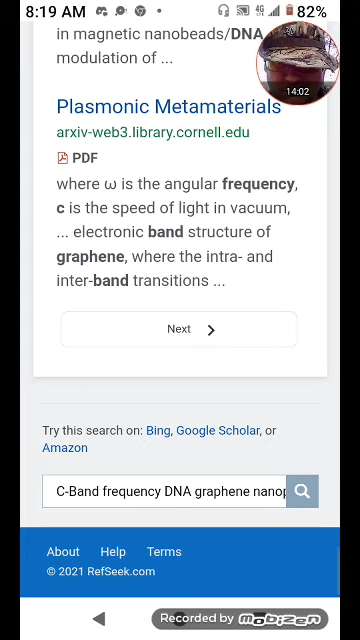 8:19 AM
4G
82%
in magnetic nanobeads/DNA
modulation of ...
14:02
Plasmonic Metamaterials
arxiv-web3.library.cornell.edu
PDF
where ω is the angular frequency,
c is the speed of light in vacuum,
... electronic band structure of
graphene, where the intra- and
inter-band transitions ...
Next
Try this search on: Bing, Google Scholar, or
Amazon
C-Band frequency DNA graphene nanop
About Help Terms
© 2021 RefSeek.com
Recorded by mobizen